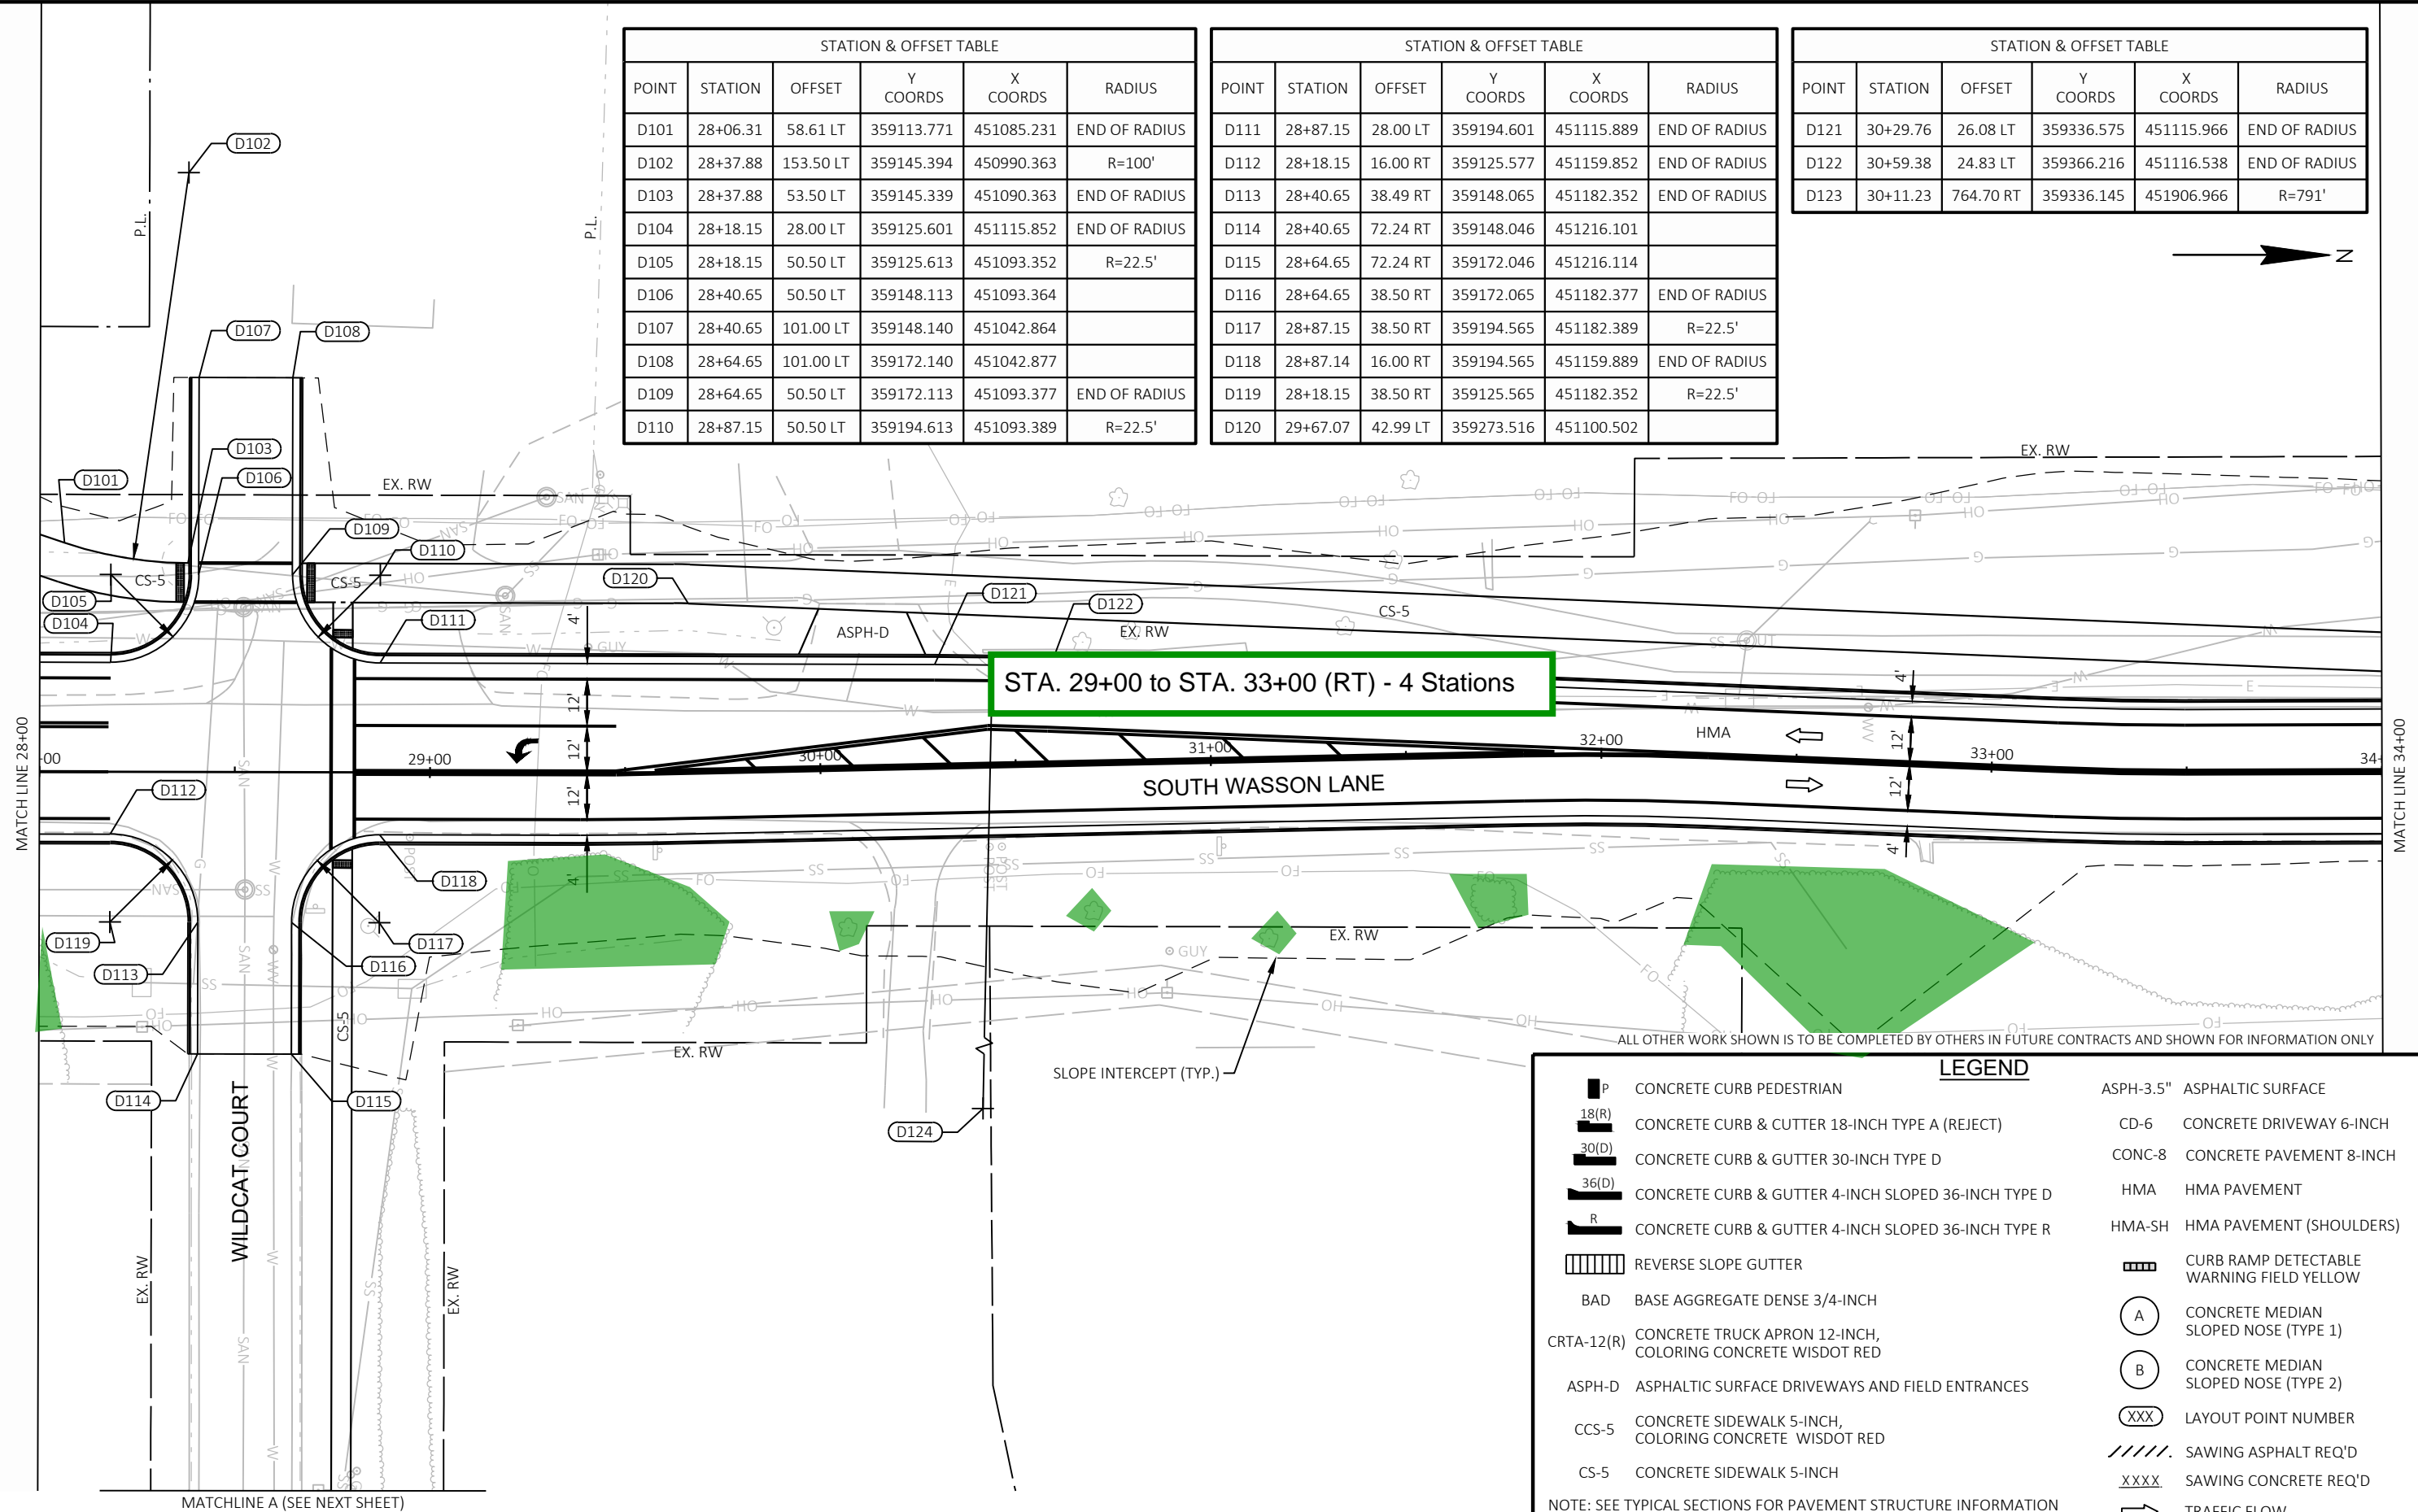 STATION & OFFSET TABLE
POINT STATION OFFSET Y COORDS X COORDS RADIUS
D101 28+06.31 58.61 LT 359113.771 451085.231 END OF RADIUS
D102 28+37.88 153.50 LT 359145.394 450990.363 R=100'
D103 28+37.88 53.50 LT 359145.339 451090.363 END OF RADIUS
D104 28+18.15 28.00 LT 359125.601 451115.852 END OF RADIUS
D105 28+18.15 50.50 LT 359125.613 451093.352 R=22.5'
D106 28+40.65 50.50 LT 359148.113 451093.364
D107 28+40.65 101.00 LT 359148.140 451042.864
D108 28+64.65 101.00 LT 359172.140 451042.877
D109 28+64.65 50.50 LT 359172.113 451093.377 END OF RADIUS
D110 28+87.15 50.50 LT 359194.613 451093.389 R=22.5'
STATION & OFFSET TABLE
POINT STATION OFFSET Y COORDS X COORDS RADIUS
D111 28+87.15 28.00 LT 359194.601 451115.889 END OF RADIUS
D112 28+18.15 16.00 RT 359125.577 451159.852 END OF RADIUS
D113 28+40.65 38.49 RT 359148.065 451182.352 END OF RADIUS
D114 28+40.65 72.24 RT 359148.046 451216.101
D115 28+64.65 72.24 RT 359172.046 451216.114
D116 28+64.65 38.50 RT 359172.065 451182.377 END OF RADIUS
D117 28+87.15 38.50 RT 359194.565 451182.389 R=22.5'
D118 28+87.14 16.00 RT 359194.565 451159.889 END OF RADIUS
D119 28+18.15 38.50 RT 359125.565 451182.352 R=22.5'
D120 29+67.07 42.99 LT 359273.516 451100.502
STATION & OFFSET TABLE
POINT STATION OFFSET Y COORDS X COORDS RADIUS
D121 30+29.76 26.08 LT 359336.575 451115.966 END OF RADIUS
D122 30+59.38 24.83 LT 359366.216 451116.538 END OF RADIUS
D123 30+11.23 764.70 RT 359336.145 451906.966 R=791'
N
P.L.
P.L.
D102
D107
D108
D103
D106
D101
EX. RW
EX. RW
D109
D110
CS-5
CS-5
D105
D104
D111
D120
D121
D122
CS-5
ASPH-D
EX. RW
GUY
STA. 29+00 to STA. 33+00 (RT) - 4 Stations
4'
12'
12'
12'
4'
4'
12'
12'
4'
MATCH LINE 28+00
MATCH LINE 34+00
-00
29+00
30+00
31+00
32+00
33+00
34+
HMA
SOUTH WASSON LANE
D112
D118
D119
D117
D113
D116
EX. RW
GUY
CS-5
EX. RW
SLOPE INTERCEPT (TYP.)
D114
D115
D124
WILDCAT COURT
EX. RW
EX. RW
MATCHLINE A (SEE NEXT SHEET)
ALL OTHER WORK SHOWN IS TO BE COMPLETED BY OTHERS IN FUTURE CONTRACTS AND SHOWN FOR INFORMATION ONLY
LEGEND
P CONCRETE CURB PEDESTRIAN
18(R) CONCRETE CURB & CUTTER 18-INCH TYPE A (REJECT)
30(D) CONCRETE CURB & GUTTER 30-INCH TYPE D
36(D) CONCRETE CURB & GUTTER 4-INCH SLOPED 36-INCH TYPE D
R CONCRETE CURB & GUTTER 4-INCH SLOPED 36-INCH TYPE R
REVERSE SLOPE GUTTER
BAD BASE AGGREGATE DENSE 3/4-INCH
CRTA-12(R) CONCRETE TRUCK APRON 12-INCH,
COLORING CONCRETE WISDOT RED
ASPH-D ASPHALTIC SURFACE DRIVEWAYS AND FIELD ENTRANCES
CCS-5 CONCRETE SIDEWALK 5-INCH,
COLORING CONCRETE WISDOT RED
CS-5 CONCRETE SIDEWALK 5-INCH
NOTE: SEE TYPICAL SECTIONS FOR PAVEMENT STRUCTURE INFORMATION
ASPH-3.5" ASPHALTIC SURFACE
CD-6 CONCRETE DRIVEWAY 6-INCH
CONC-8 CONCRETE PAVEMENT 8-INCH
HMA HMA PAVEMENT
HMA-SH HMA PAVEMENT (SHOULDERS)
CURB RAMP DETECTABLE
WARNING FIELD YELLOW
A CONCRETE MEDIAN
SLOPED NOSE (TYPE 1)
B CONCRETE MEDIAN
SLOPED NOSE (TYPE 2)
XXX LAYOUT POINT NUMBER
SAWING ASPHALT REQ'D
XXXX SAWING CONCRETE REQ'D
TRAFFIC FLOW